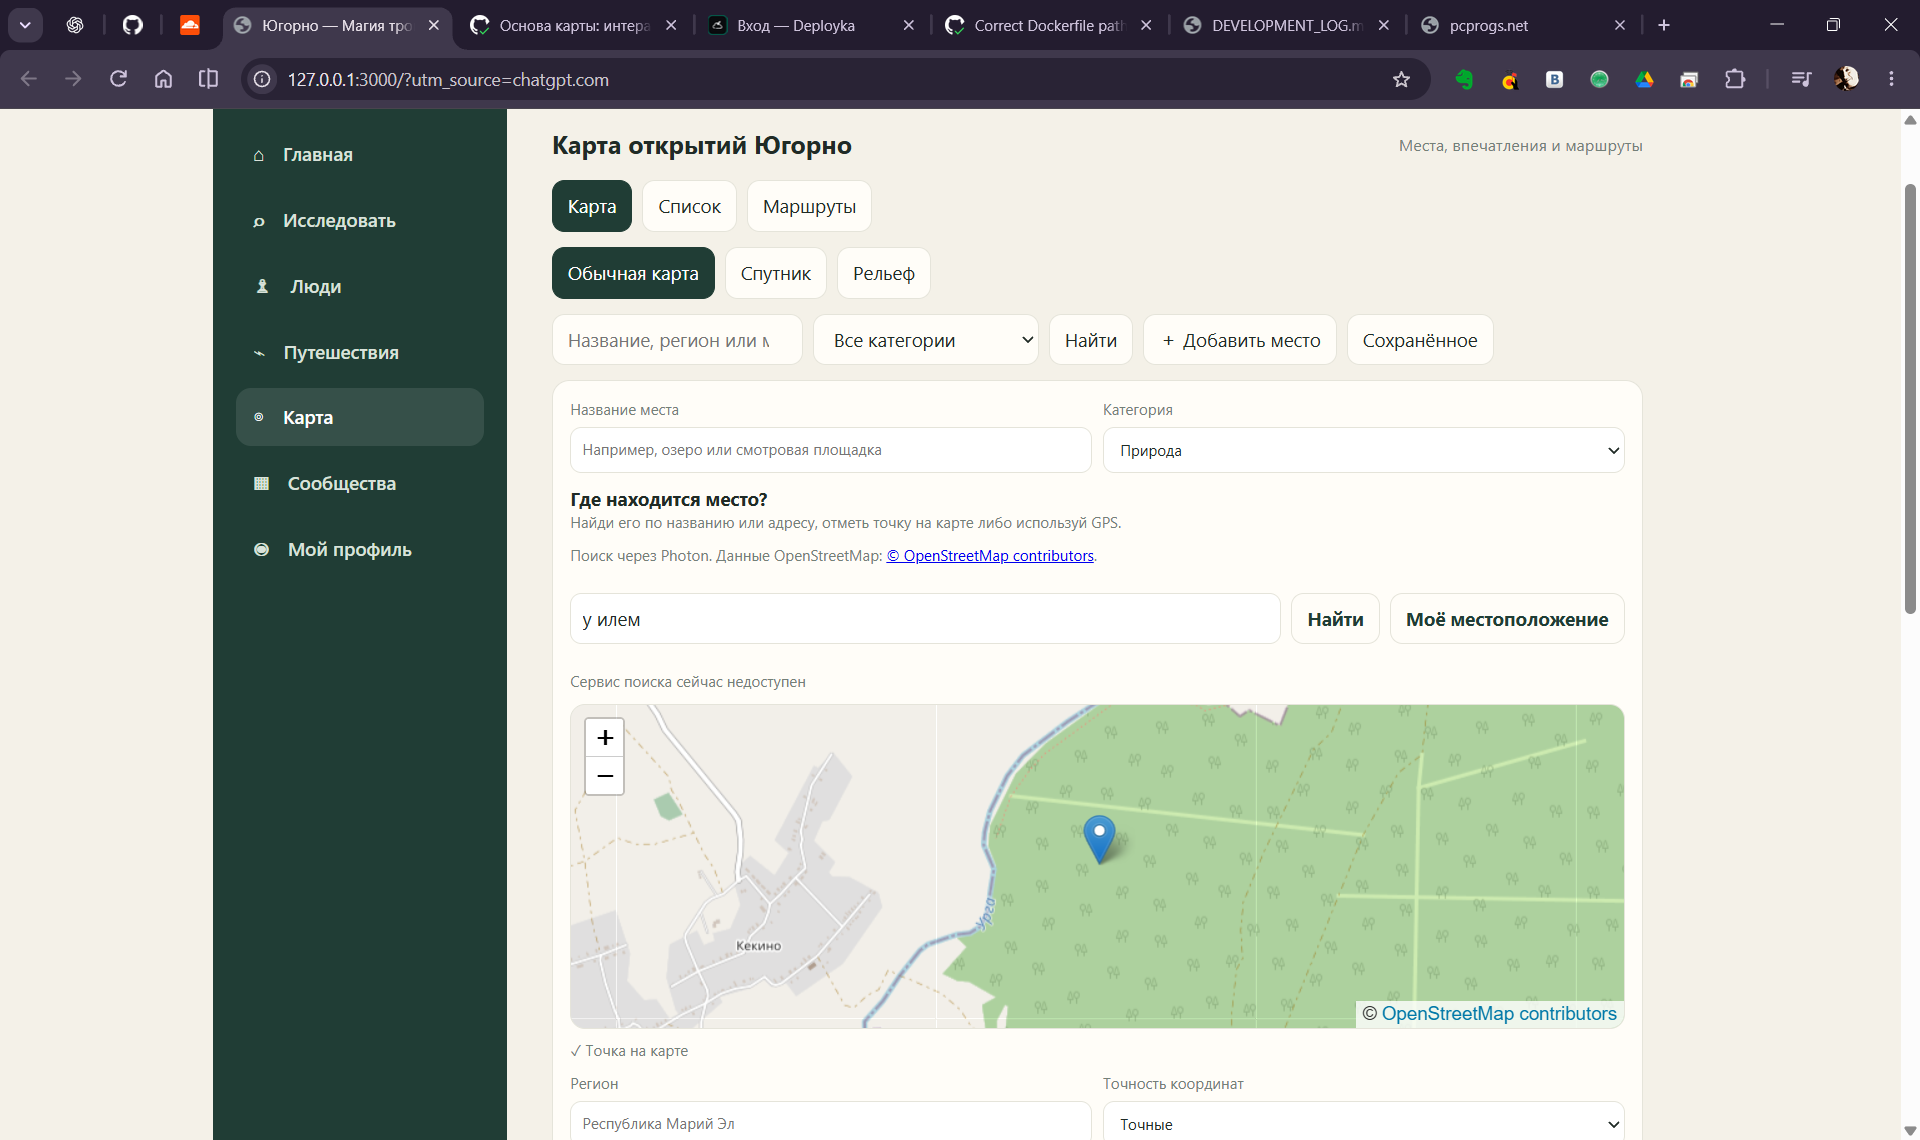 Югорно — Магия тро
Основа карты: интера
Вход — Deployka
Correct Dockerfile path
DEVELOPMENT_LOG.m
pcprogs.net
127.0.0.1:3000/?utm_source=chatgpt.com
Главная
Исследовать
Люди
Путешествия
Карта
Сообщества
Мой профиль
Карта открытий Югорно
Места, впечатления и маршруты
Карта Список Маршруты
Обычная карта Спутник Рельеф
Название, регион или м Все категории Найти + Добавить место Сохранённое
Название места Категория
Например, озеро или смотровая площадка Природа
Где находится место?
Найди его по названию или адресу, отметь точку на карте либо используй GPS.
Поиск через Photon. Данные OpenStreetMap: © OpenStreetMap contributors.
у илем Найти Моё местоположение
Сервис поиска сейчас недоступен
+
−
Урга
Кекино
© OpenStreetMap contributors
✓ Точка на карте
Регион Точность координат
Республика Марий Эл Точные